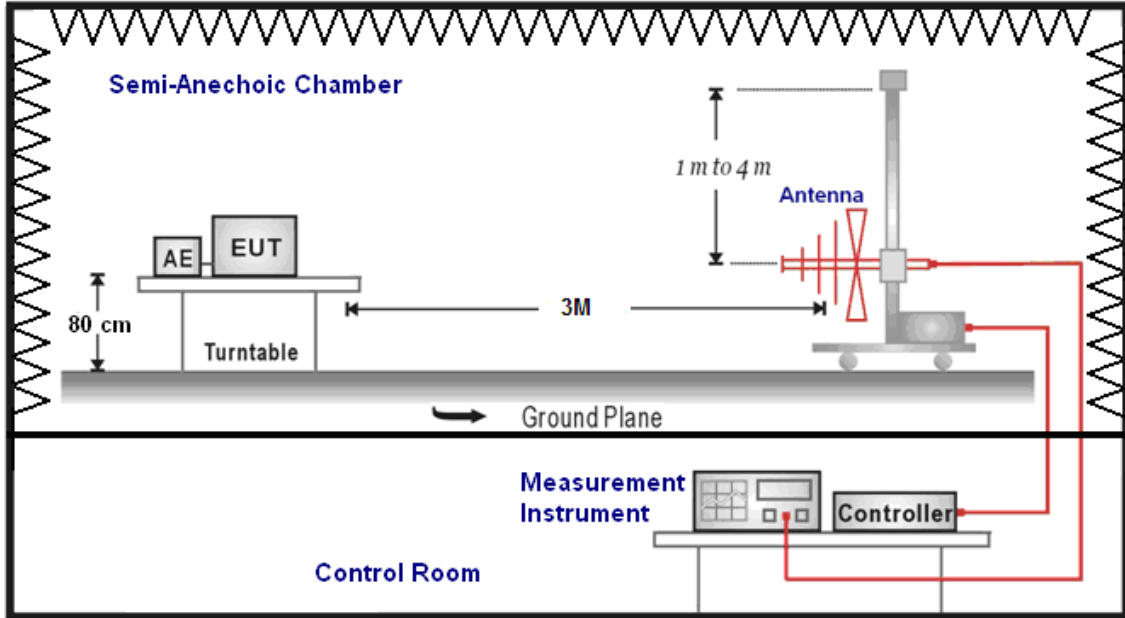 Semi-Anechoic Chamber
1 m to 4 m
Antenna
AE
EUT
80 cm
3M
Turntable
Ground Plane
Measurement
Instrument
Controller
Control Room